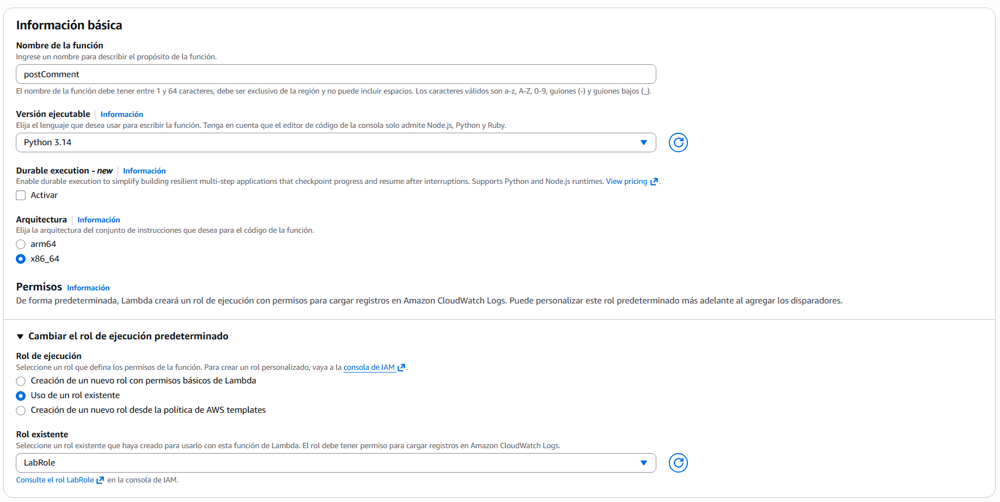 Información básica
Nombre de la función
Ingrese un nombre para describir el propósito de la función.
postComment
El nombre de la función debe tener entre 1 y 64 caracteres, debe ser exclusivo de la región y no puede incluir espacios. Los caracteres válidos son a-z, A-Z, 0-9, guiones (-) y guiones bajos (_).
Versión ejecutable Información
Elija el lenguaje que desea usar para escribir la función. Tenga en cuenta que el editor de código de la consola solo admite Node.js, Python y Ruby.
Python 3.14
Durable execution - new Información
Enable durable execution to simplify building resilient multi-step applications that checkpoint progress and resume after interruptions. Supports Python and Node.js runtimes. View pricing .
Activar
Arquitectura Información
Elija la arquitectura del conjunto de instrucciones que desea para el código de la función.
arm64
x86_64
Permisos Información
De forma predeterminada, Lambda creará un rol de ejecución con permisos para cargar registros en Amazon CloudWatch Logs. Puede personalizar este rol predeterminado más adelante al agregar los disparadores.
Cambiar el rol de ejecución predeterminado
Rol de ejecución
Seleccione un rol que defina los permisos de la función. Para crear un rol personalizado, vaya a la consola de IAM .
Creación de un nuevo rol con permisos básicos de Lambda
Uso de un rol existente
Creación de un nuevo rol desde la política de AWS templates
Rol existente
Seleccione un rol existente que haya creado para usarlo con esta función de Lambda. El rol debe tener permiso para cargar registros en Amazon CloudWatch Logs.
LabRole
Consulte el rol LabRole en la consola de IAM.